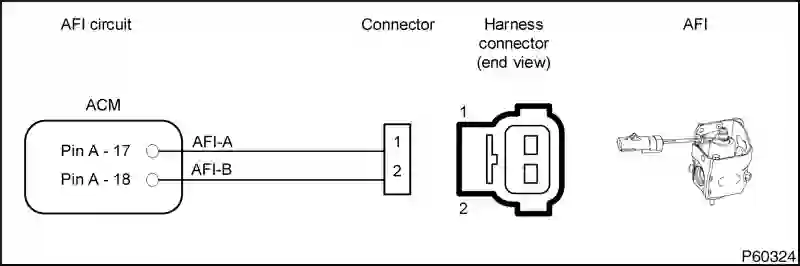 AFI circuit
Connector
Harness
connector
(end view)
AFI
ACM
Pin A - 17
AFI-A
Pin A - 18
AFI-B
1
2
1
2
P60324